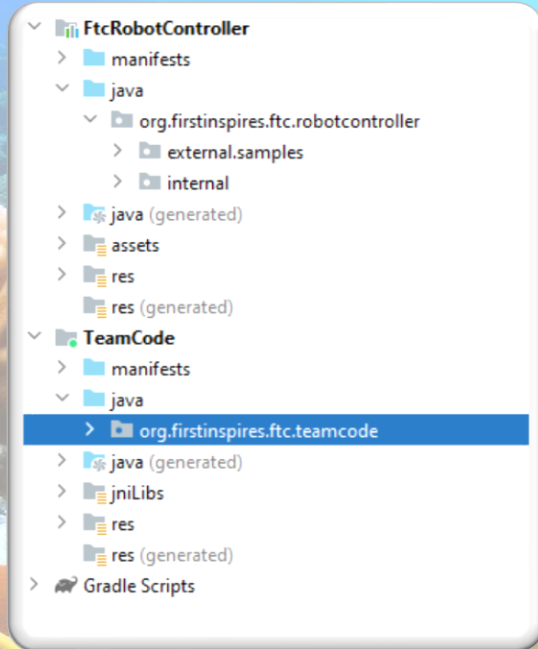 FtcRobotController
manifests
java
org.firstinspires.ftc.robotcontroller
external.samples
internal
java (generated)
assets
res
res (generated)
TeamCode
manifests
java
org.firstinspires.ftc.teamcode
java (generated)
jniLibs
res
res (generated)
Gradle Scripts